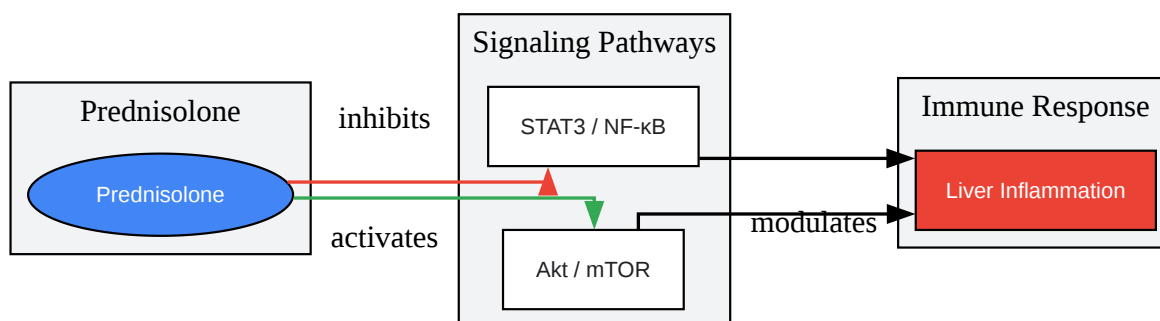 Signaling Pathways
Prednisolone
inhibits
STAT3 / NF-κB
Immune Response
Prednisolone
Liver Inflammation
activates
modulates
Akt / mTOR